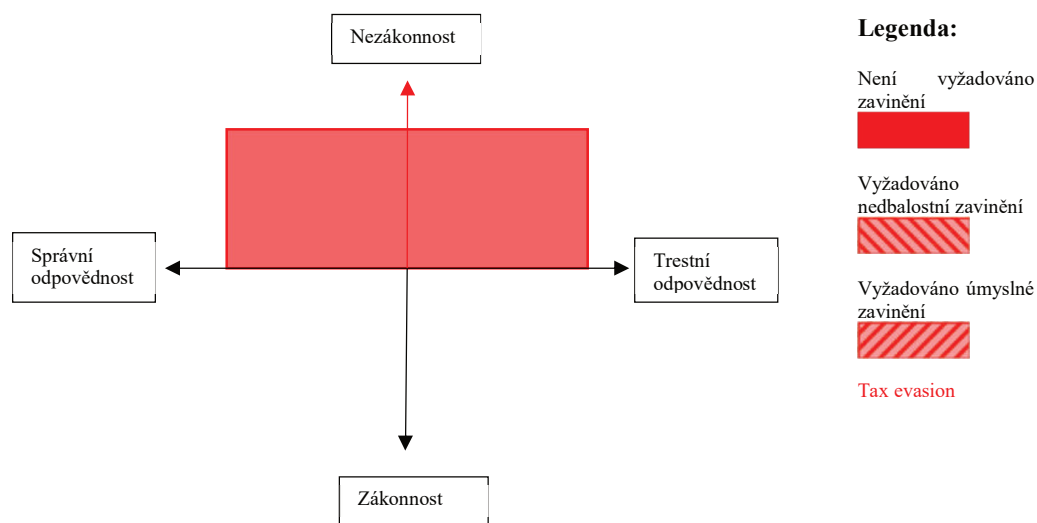 Nezákonnost
Správní
odpovědnost
Trestní
odpovědnost
Zákonnost
Legenda:
Není vyžadováno
zavinění
Vyžadováno
nedbalostní zavinění
Vyžadováno úmyslné
zavinění
Tax evasion